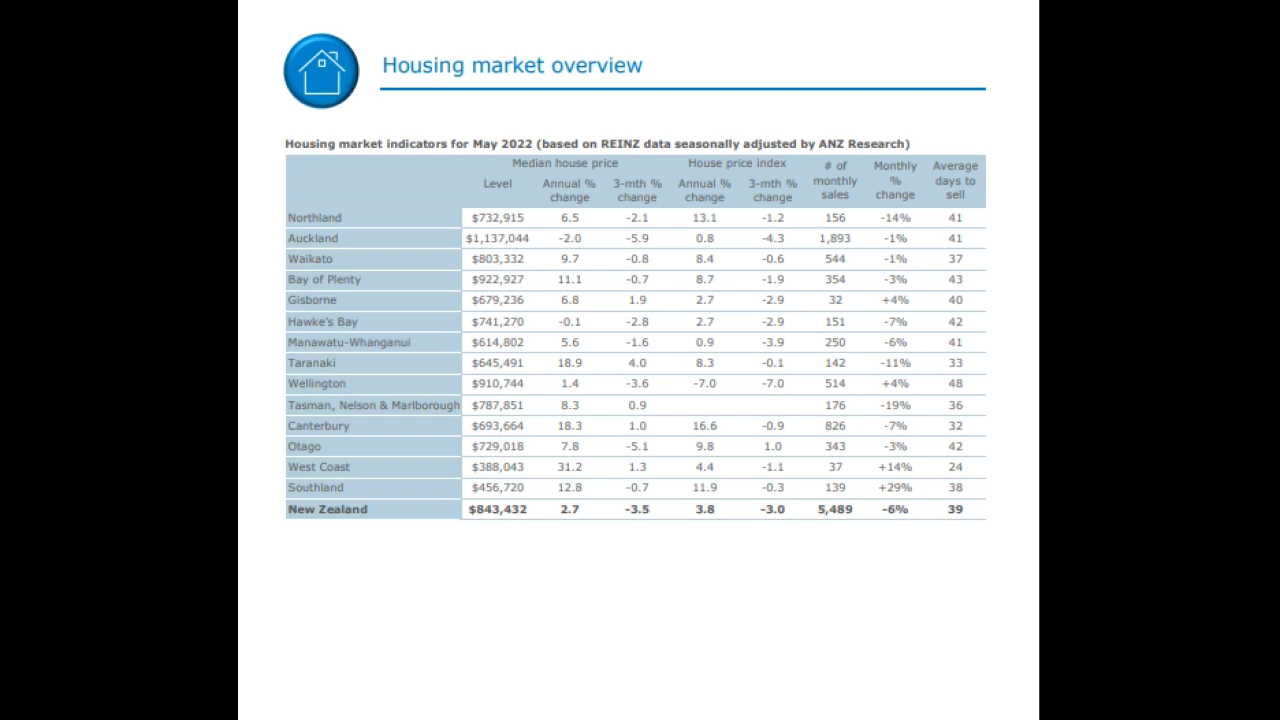 Housing market overview
Housing market indicators for May 2022 (based on REINZ data seasonally adjusted by ANZ Research)
Median house price House price index # of monthly sales Monthly % change Average days to sell
Level Annual % change 3-mth % change Annual % change 3-mth % change
Northland $732,915 6.5 -2.1 13.1 -1.2 156 -14% 41
Auckland $1,137,044 -2.0 -5.9 0.8 -4.3 1,893 -1% 41
Waikato $803,332 9.7 -0.8 8.4 -0.6 544 -1% 37
Bay of Plenty $922,927 11.1 -0.7 8.7 -1.9 354 -3% 43
Gisborne $679,236 6.8 1.9 2.7 -2.9 32 +4% 40
Hawke's Bay $741,270 -0.1 -2.8 2.7 -2.9 151 -7% 42
Manawatu-Whanganui $614,802 5.6 -1.6 0.9 -3.9 250 -6% 41
Taranaki $645,491 18.9 4.0 8.3 -0.1 142 -11% 33
Wellington $910,744 1.4 -3.6 -7.0 -7.0 514 +4% 48
Tasman, Nelson & Marlborough $787,851 8.3 0.9 176 -19% 36
Canterbury $693,664 18.3 1.0 16.6 -0.9 826 -7% 32
Otago $729,018 7.8 -5.1 9.8 1.0 343 -3% 42
West Coast $388,043 31.2 1.3 4.4 -1.1 37 +14% 24
Southland $456,720 12.8 -0.7 11.9 -0.3 139 +29% 38
New Zealand $843,432 2.7 -3.5 3.8 -3.0 5,489 -6% 39